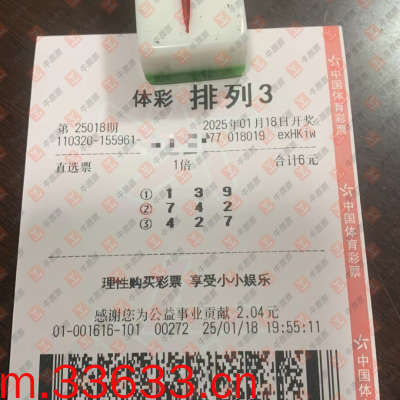 体彩 排列3
第 25018期 2025年01月18日开奖
110320-155961- 77 018019 exHKiw
直选票 1倍 合计6元
① 1 3 9
② 7 4 2
③ 4 2 7
理性购买彩票 享受小小娱乐
感谢您为公益事业贡献 2.04元
01-001616-101 00272 25/01/18 19:55:11
中国体育彩票
中国体育彩票
中国体
m.33633.cn